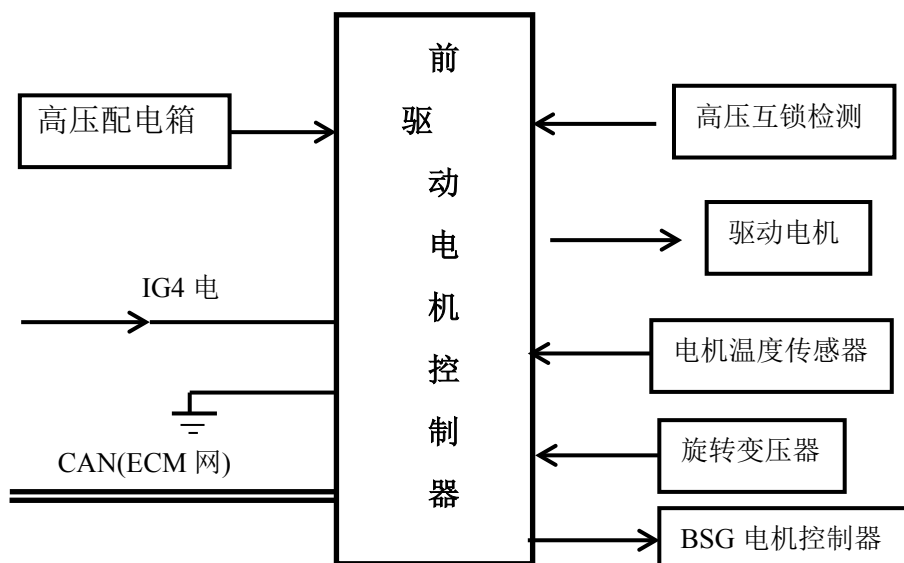 前驱动电机控制器
高压配电箱
IG4 电
CAN(ECM 网)
高压互锁检测
驱动电机
电机温度传感器
旋转变压器
BSG 电机控制器